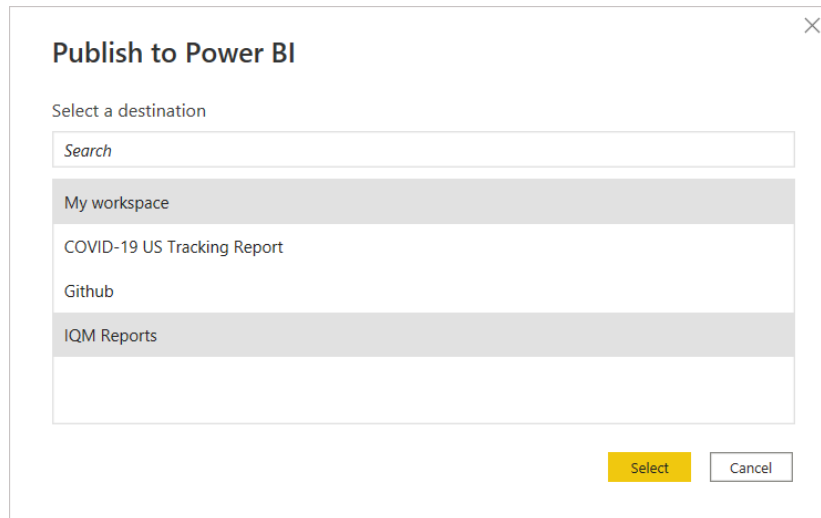 Publish to Power BI
Select a destination
Search
My workspace
COVID-19 US Tracking Report
Github
IQM Reports
Select Cancel